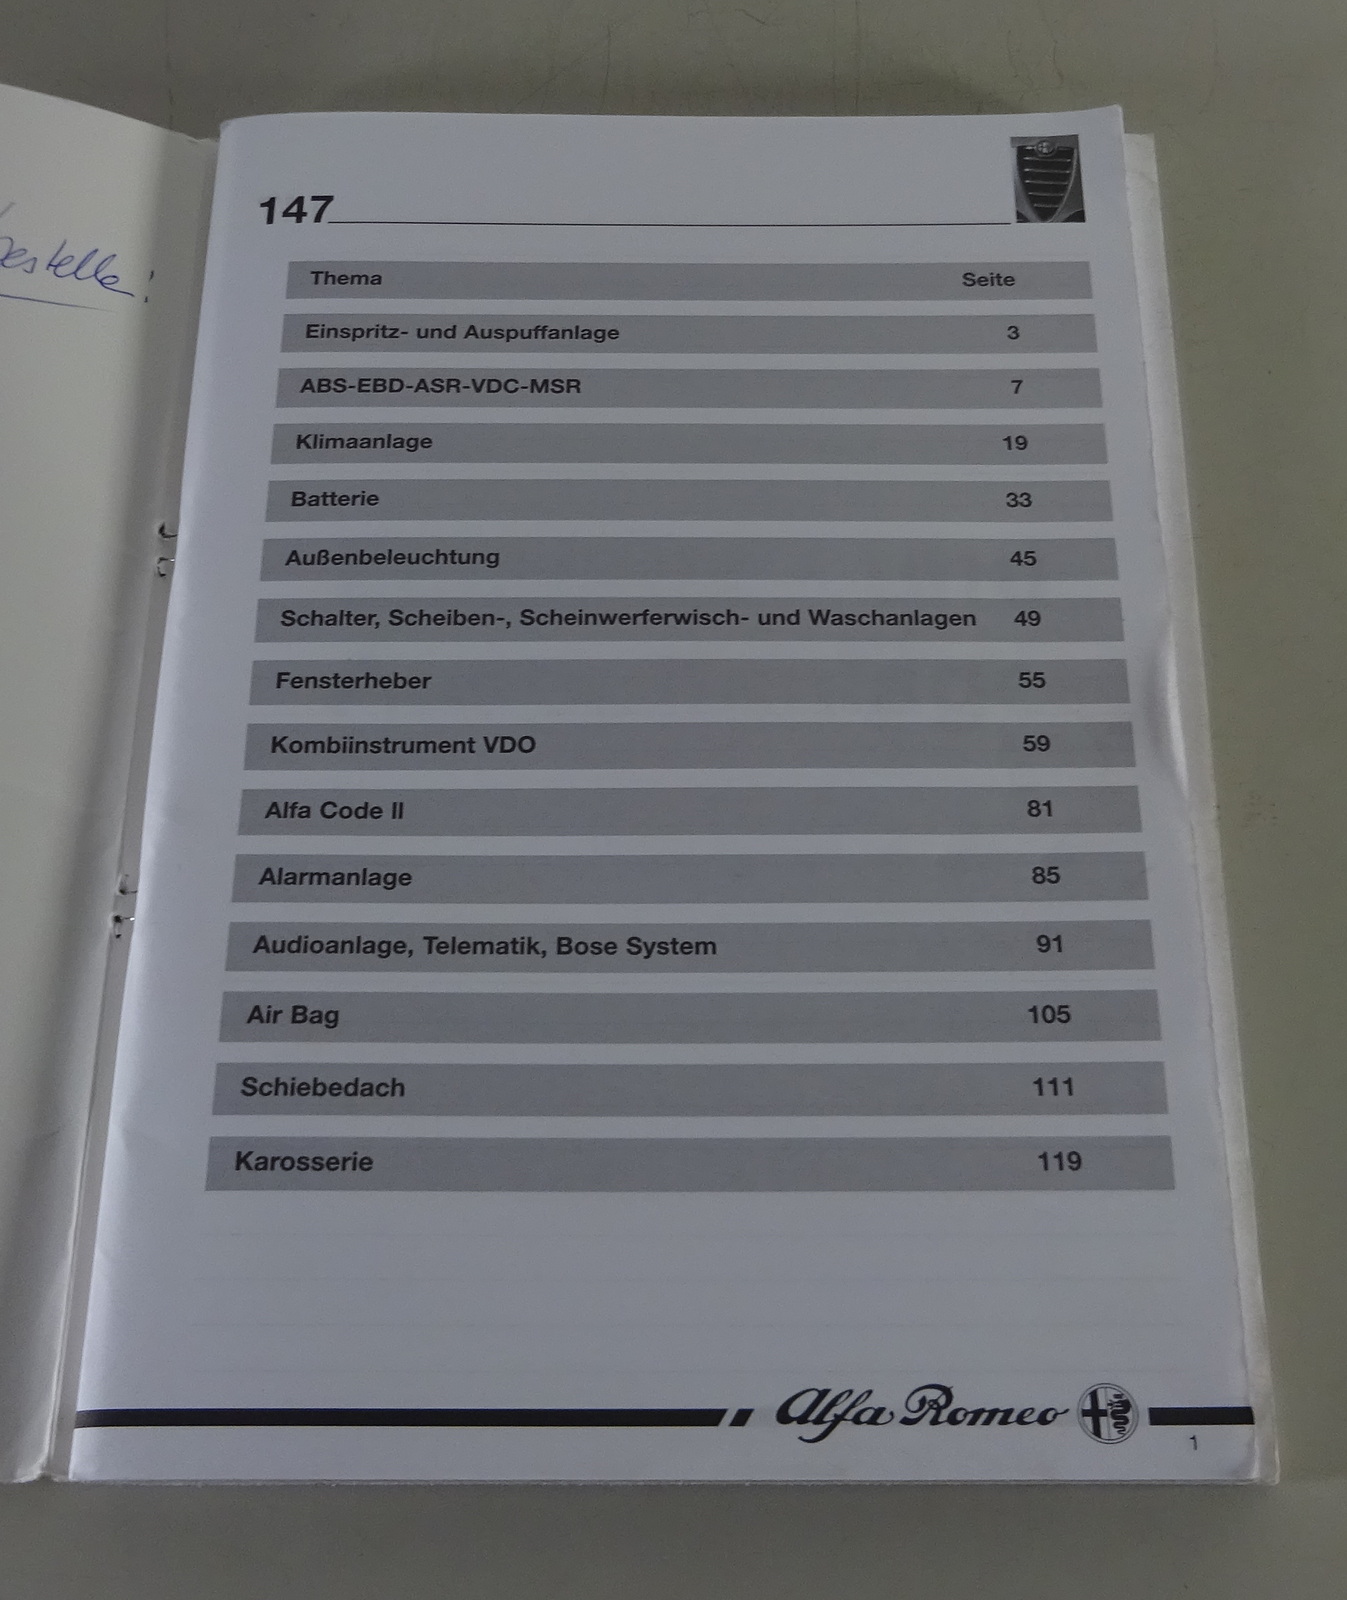 147
Thema Seite
Einspritz- und Auspuffanlage 3
ABS-EBD-ASR-VDC-MSR 7
Klimaanlage 19
Batterie 33
Außenbeleuchtung 45
Schalter, Scheiben-, Scheinwerferwisch- und Waschanlagen 49
Fensterheber 55
Kombiinstrument VDO 59
Alfa Code II 81
Alarmanlage 85
Audioanlage, Telematik, Bose System 91
Air Bag 105
Schiebedach 111
Karosserie 119
Alfa Romeo
1